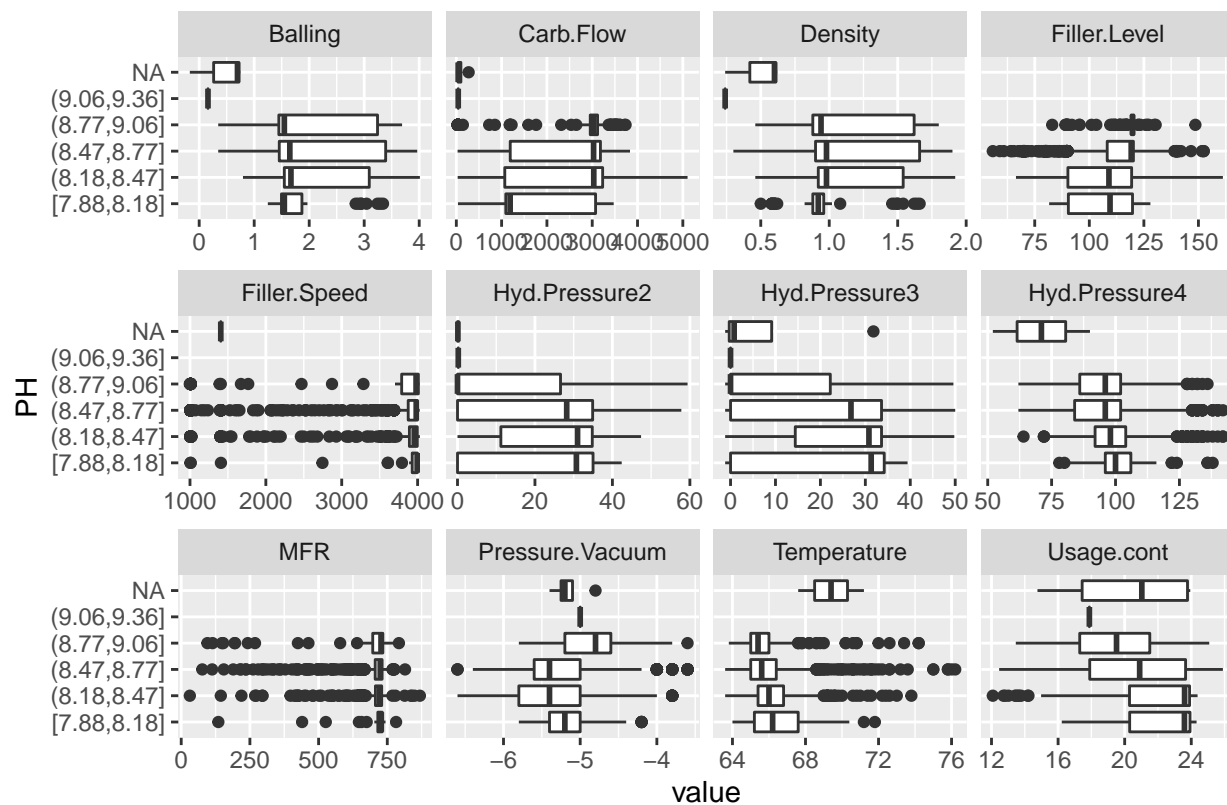 Balling Carb.Flow Density Filler.Level
NA
(9.06,9.36]
(8.77,9.06]
(8.47,8.77]
(8.18,8.47]
[7.88,8.18]
0 1 2 3 4 0 1000 2000 3000 4000 5000 0.5 1.0 1.5 2.0 75 100 125 150
Filler.Speed Hyd.Pressure2 Hyd.Pressure3 Hyd.Pressure4
NA
(9.06,9.36]
(8.77,9.06]
(8.47,8.77]
(8.18,8.47]
[7.88,8.18]
PH
1000 2000 3000 4000 0 20 40 60 0 10 20 30 40 50 50 75 100 125
MFR Pressure.Vacuum Temperature Usage.cont
NA
(9.06,9.36]
(8.77,9.06]
(8.47,8.77]
(8.18,8.47]
[7.88,8.18]
0 250 500 750 −6 −5 −4 64 68 72 76 12 16 20 24
value